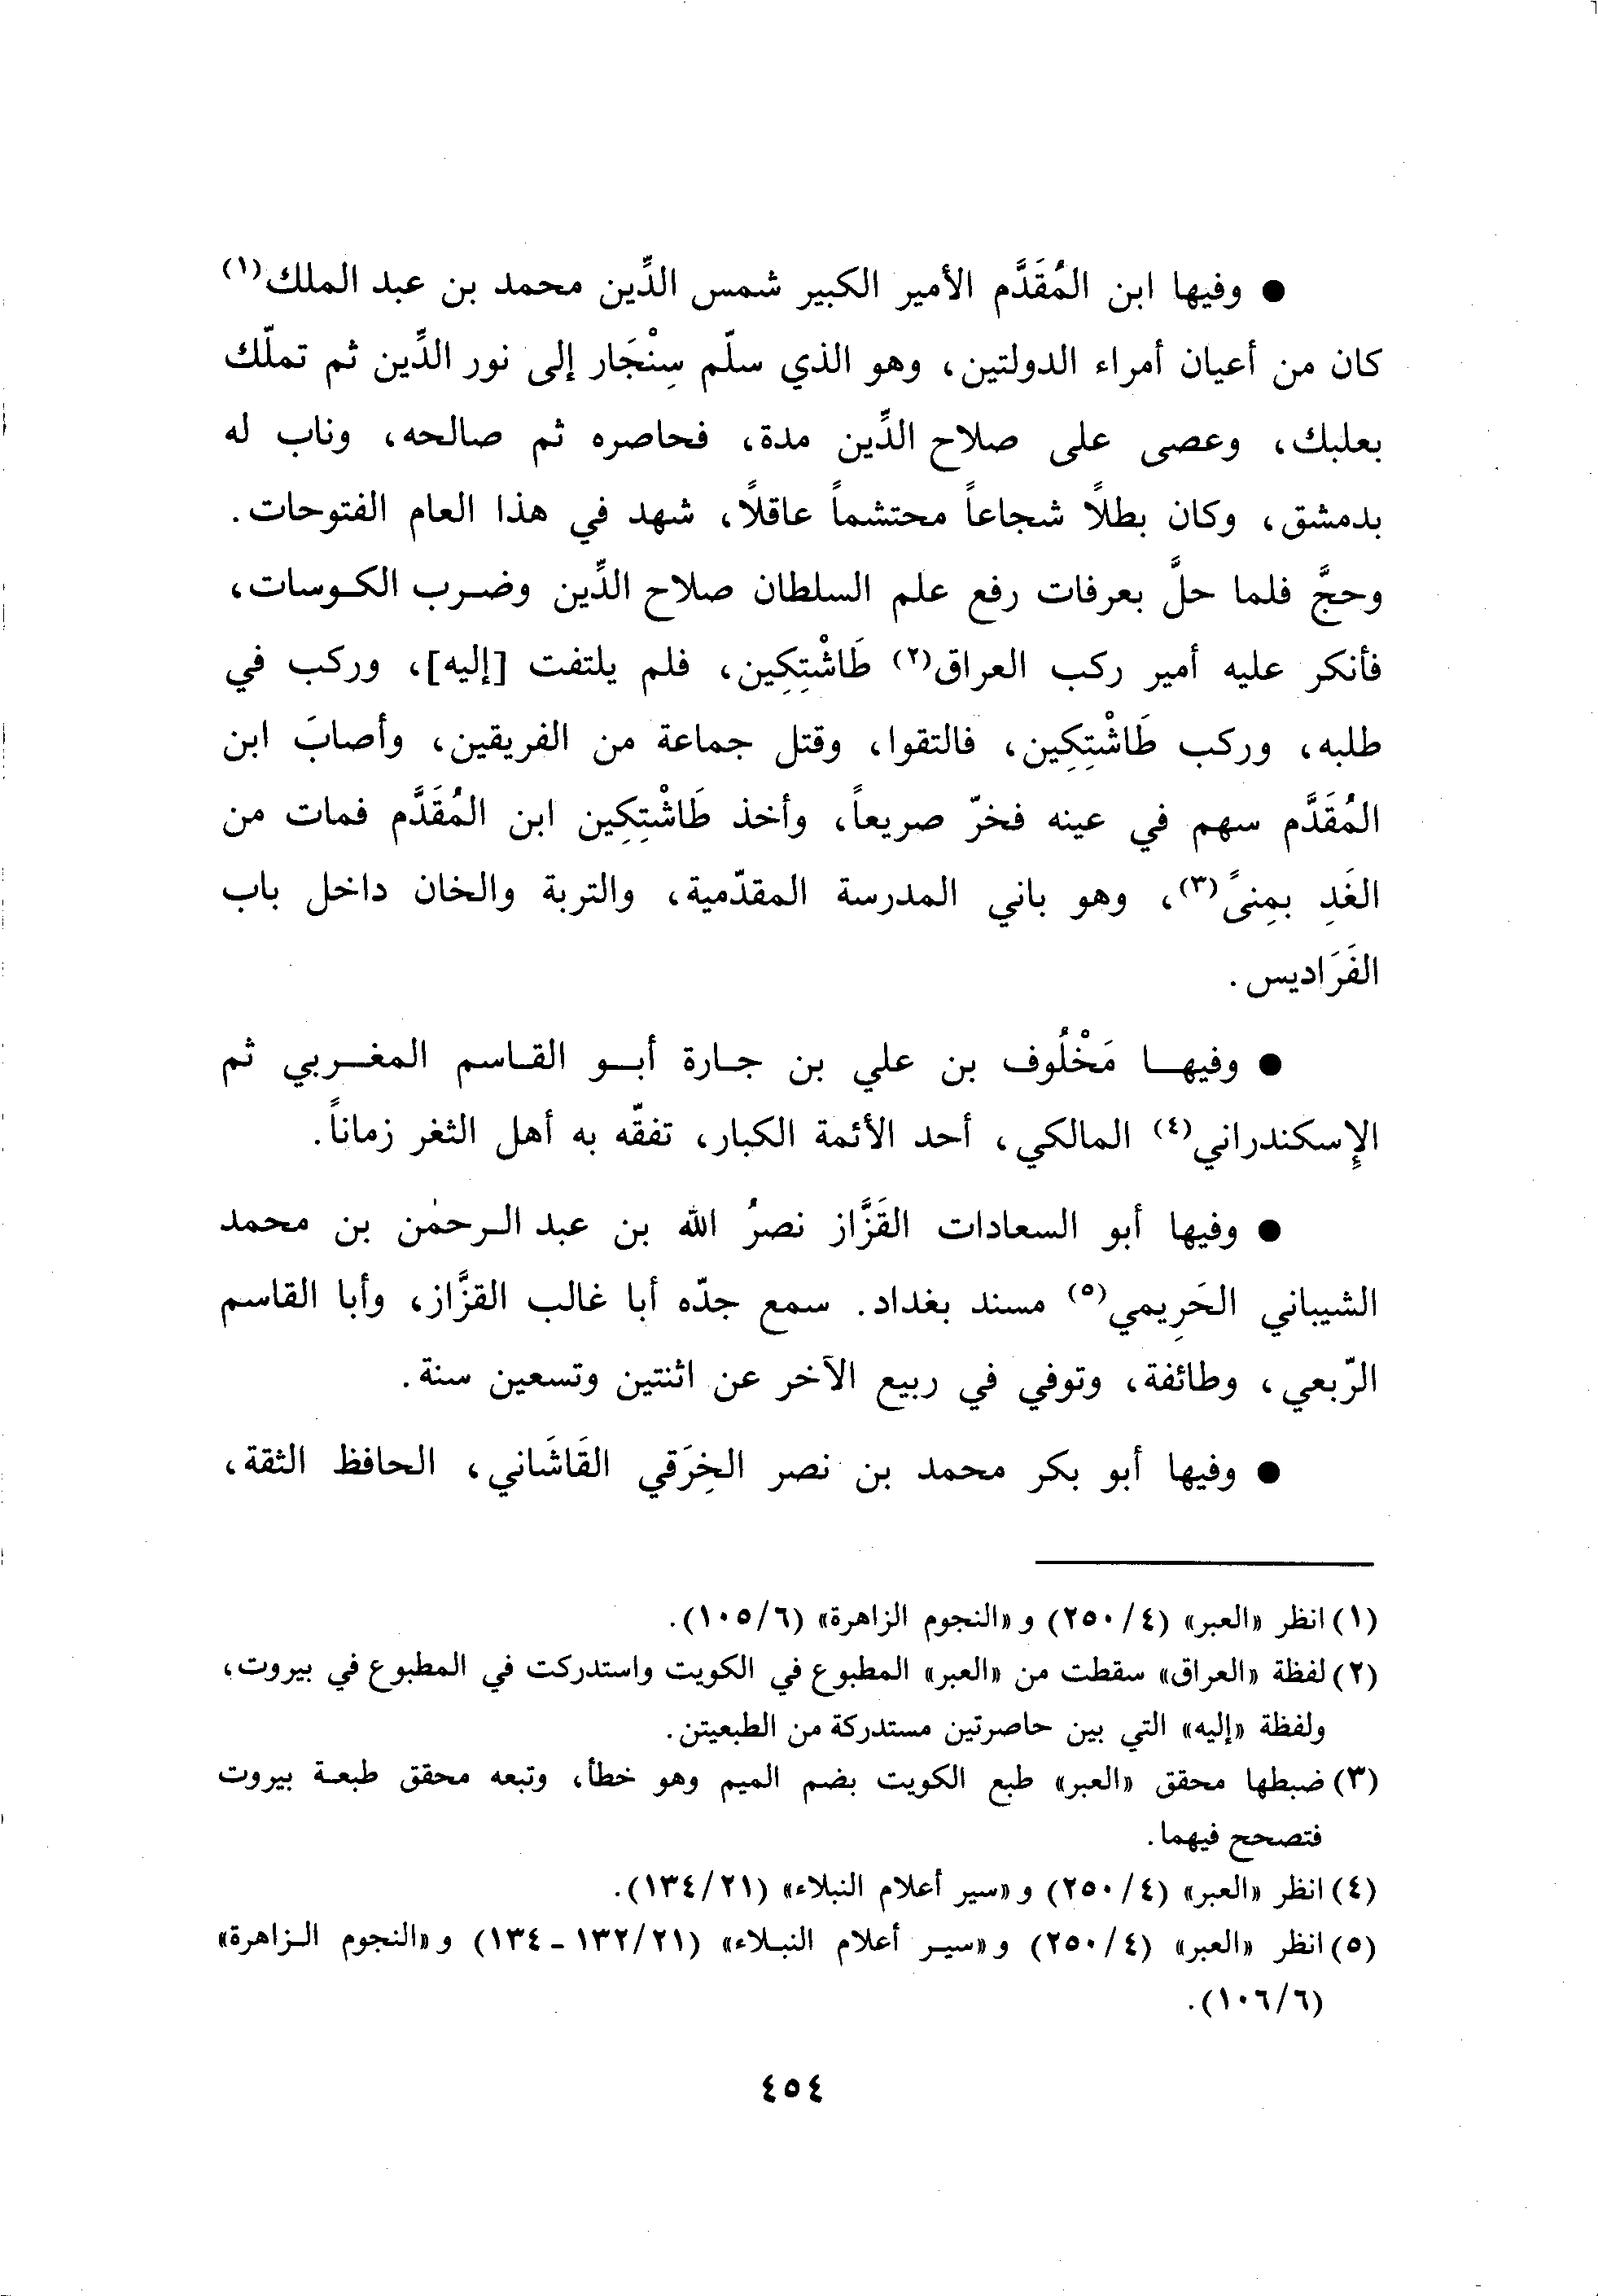 ● وفيها ابن المُقَدَّم الأمير الكبير شمس الدِّين محمد بن عبد الملك(١)
كان من أعيان أمراء الدولتين، وهو الذي سلّم سِنْجَار إلى نور الدِّين ثم تملّك
بعلبك، وعصى على صلاح الدِّين مدة، فحاصره ثم صالحه، وناب له
بدمشق، وكان بطلًا شجاعاً محتشماً عاقلًا، شهد في هذا العام الفتوحات.
وحجَّ فلما حلَّ بعرفات رفع علم السلطان صلاح الدِّين وضرب الكوسات،
فأنكر عليه أمير ركب العراق(٢) طَاشْتِكِين، فلم يلتفت [إليه]، وركب في
طلبه، وركب طَاشْتِكِين، فالتقوا، وقتل جماعة من الفريقين، وأصابَ ابن
المُقَدَّم سهم في عينه فخرّ صريعاً، وأخذ طَاشْتِكِين ابن المُقَدَّم فمات من
الغَدِ بمِنىً(٣)، وهو باني المدرسة المقدّمية، والتربة والخان داخل باب
الفَرَاديس.
● وفيها مَخْلُوف بن علي بن جارة أبو القاسم المغربي ثم
الإِسكندراني(٤) المالكي، أحد الأئمة الكبار، تفقّه به أهل الثغر زماناً.
● وفيها أبو السعادات القَزَّاز نصرُ الله بن عبد الرحمٰن بن محمد
الشيباني الحَرِيمي(٥) مسند بغداد. سمع جدّه أبا غالب القزَّاز، وأبا القاسم
الرّبعي، وطائفة، وتوفي في ربيع الآخر عن اثنتين وتسعين سنة.
● وفيها أبو بكر محمد بن نصر الخِرَقي القَاشَاني، الحافظ الثقة،
(١) انظر «العبر» (٤/ ٢٥٠) و «النجوم الزاهرة» (٦/ ١٠٥).
(٢) لفظة «العراق» سقطت من «العبر» المطبوع في الكويت واستدركت في المطبوع في بيروت،
ولفظة «إليه» التي بين حاصرتين مستدركة من الطبعيتن.
(٣) ضبطها محقق «العبر» طبع الكويت بضم الميم وهو خطأ، وتبعه محقق طبعة بيروت
فتصحح فيهما.
(٤) انظر «العبر» (٤/ ٢٥٠) و «سير أعلام النبلاء» (٢١/ ١٣٤).
(٥) انظر «العبر» (٤/ ٢٥٠) و «سير أعلام النبلاء» (٢١/ ١٣٢ - ١٣٤) و «النجوم الزاهرة»
(٦/ ١٠٦).
٤٥٤